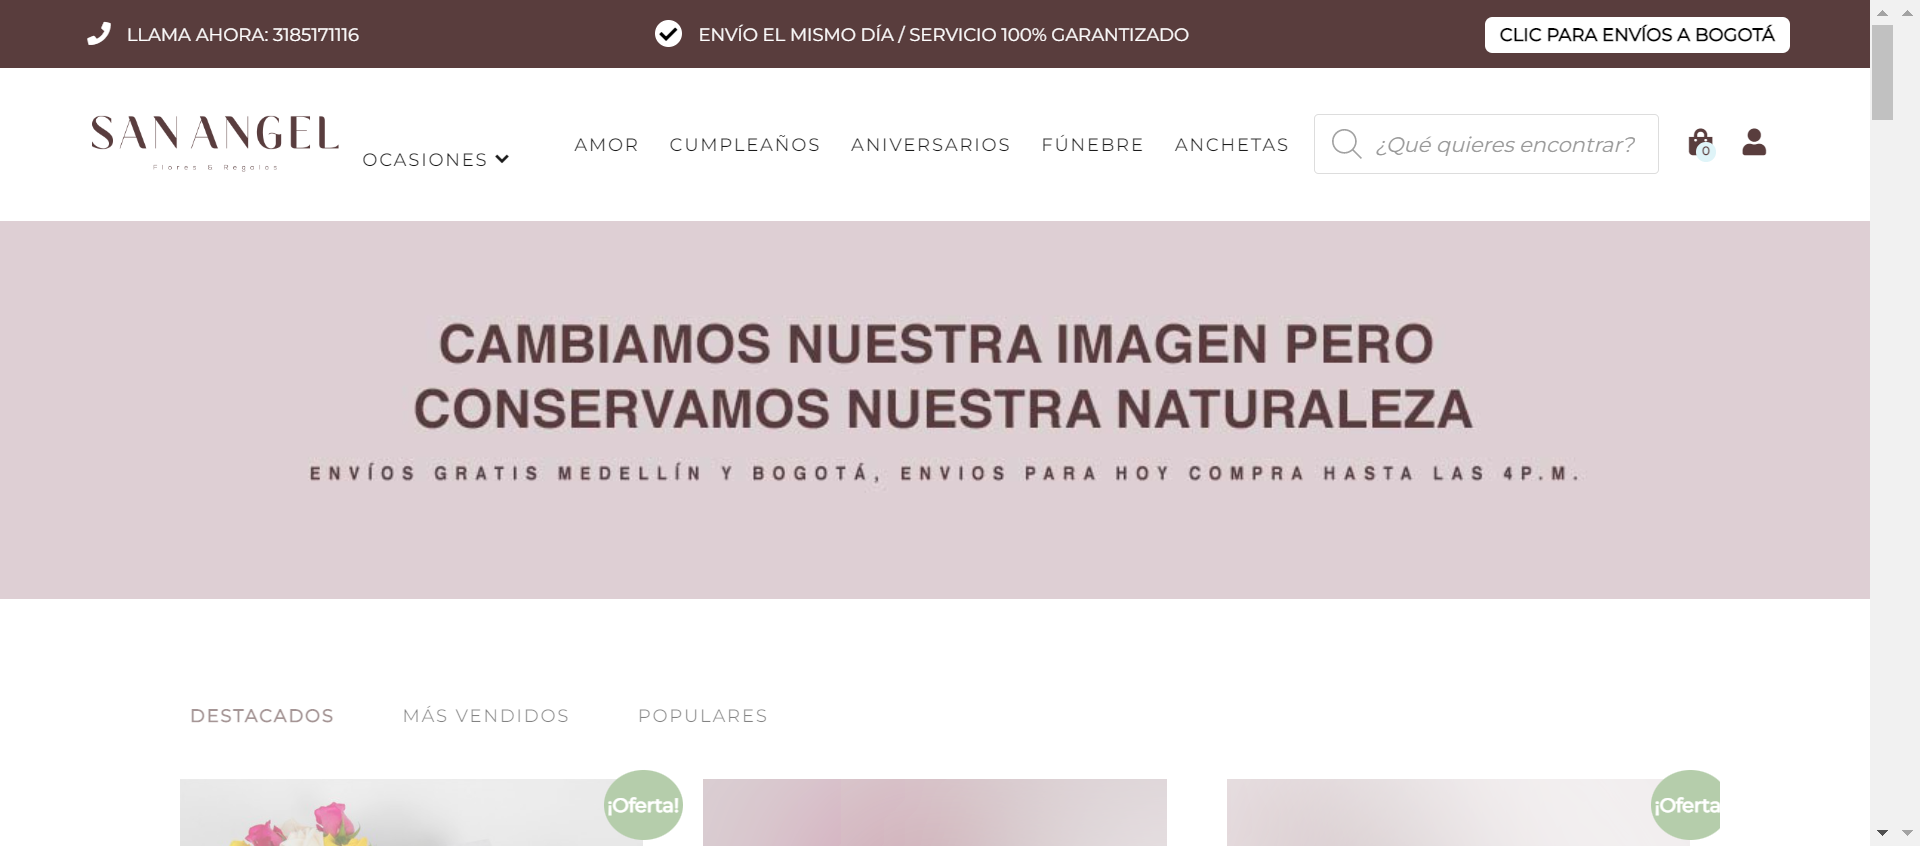 LLAMA AHORA: 3185171116
ENVÍO EL MISMO DÍA / SERVICIO 100% GARANTIZADO
CLIC PARA ENVÍOS A BOGOTÁ
SAN ANGEL
Flores & Regalos
OCASIONES
AMOR
CUMPLEAÑOS
ANIVERSARIOS
FÚNEBRE
ANCHETAS
¿Qué quieres encontrar?
0
CAMBIAMOS NUESTRA IMAGEN PERO
CONSERVAMOS NUESTRA NATURALEZA
ENVÍOS GRATIS MEDELLÍN Y BOGOTÁ, ENVIOS PARA HOY COMPRA HASTA LAS 4P.M.
DESTACADOS
MÁS VENDIDOS
POPULARES
¡Oferta!
¡Oferta